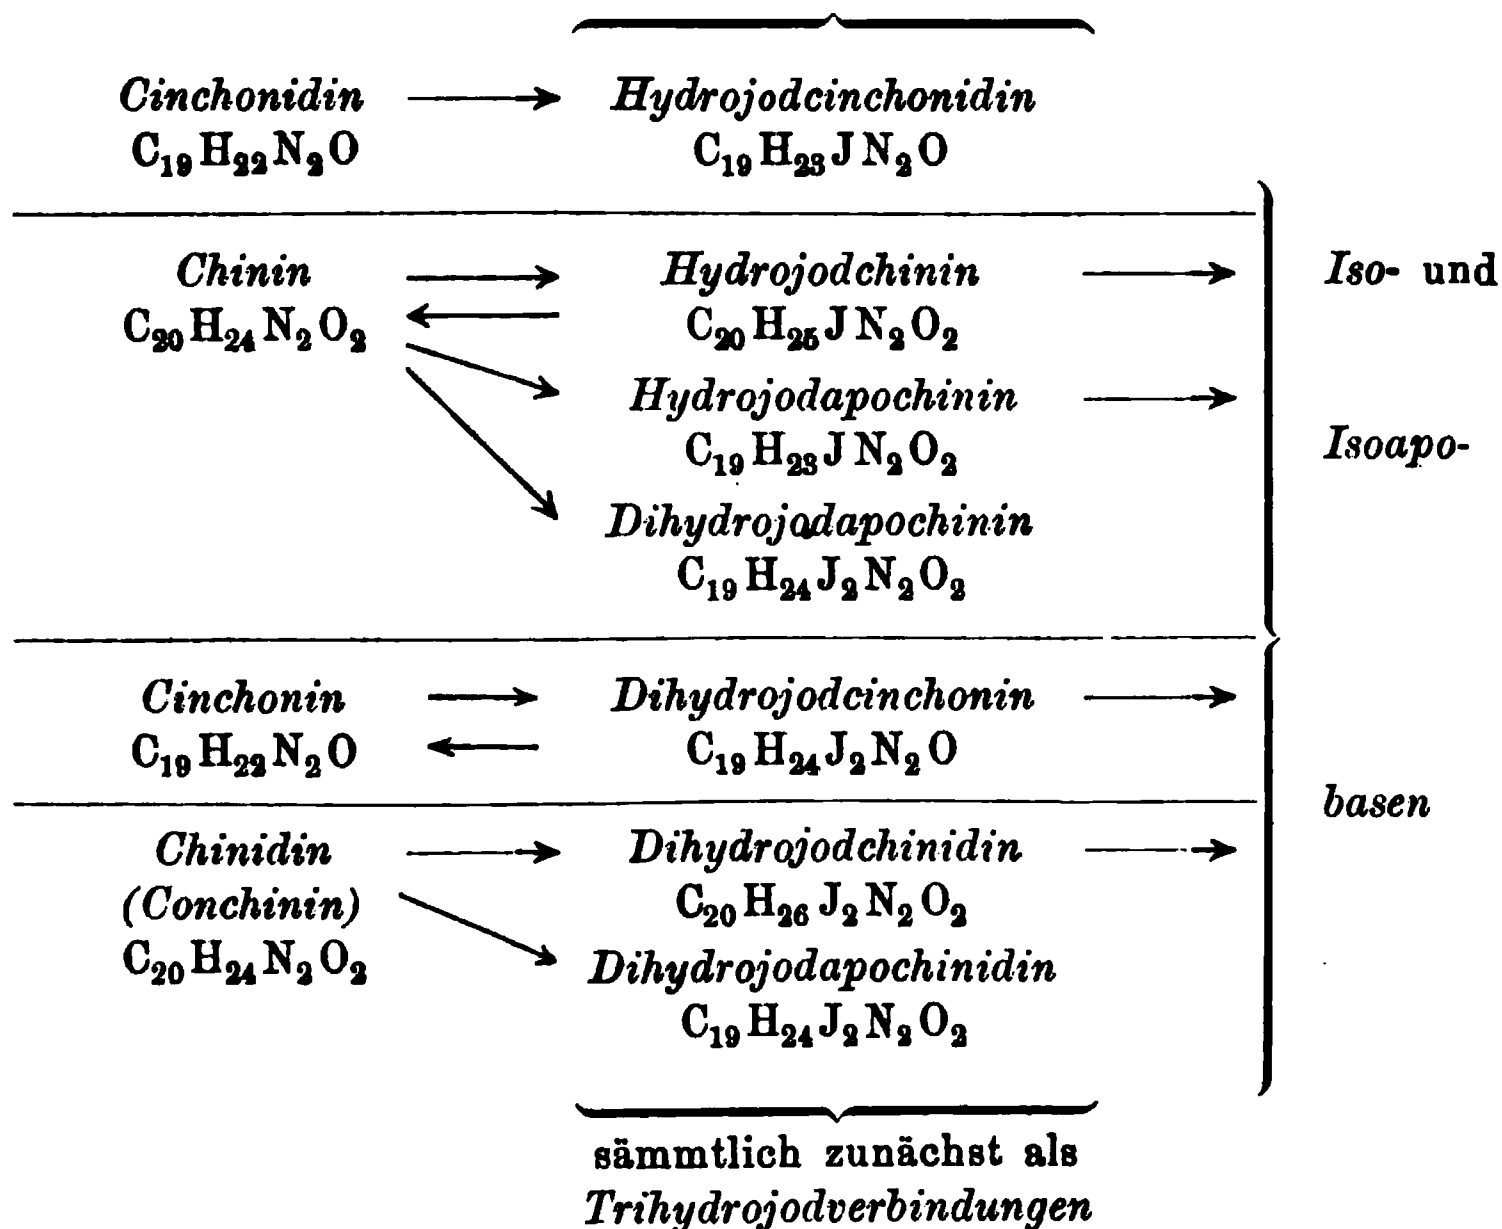 Cinchonidin ⟶ Hydrojodcinchonidin
C₁₉H₂₂N₂O C₁₉H₂₃JN₂O
Chinin ⟶ Hydrojodchinin ⟶ Iso- und
C₂₀H₂₄N₂O₂ ⟵ C₂₀H₂₅JN₂O₂
Hydrojodapochinin ⟶
C₁₉H₂₃JN₂O₂ Isoapo-
Dihydrojodapochinin
C₁₉H₂₄J₂N₂O₂
Cinchonin ⟶ Dihydrojodcinchonin ⟶
C₁₉H₂₂N₂O ⟵ C₁₉H₂₄J₂N₂O
basen
Chinidin ⟶ Dihydrojodchinidin ⟶
(Conchinin) C₂₀H₂₆J₂N₂O₂
C₂₀H₂₄N₂O₂ Dihydrojodapochinidin
C₁₉H₂₄J₂N₂O₂
sämmtlich zunächst als
Trihydrojodverbindungen